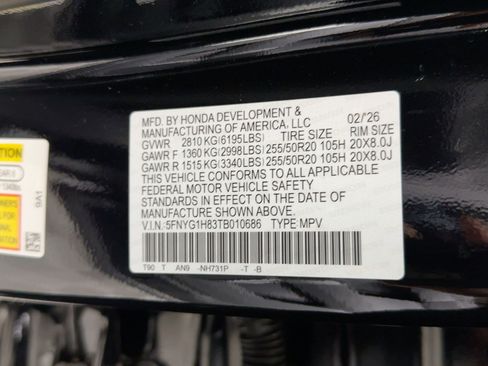 MFD. BY HONDA DEVELOPMENT &
MANUFACTURING OF AMERICA, LLC 02/'26
GVWR 2810 KG(6195LBS) TIRE SIZE RIM SIZE
GAWR F 1360 KG(2998LBS) 255/50R20 105H 20X8.0J
GAWR R 1515 KG(3340LBS) 255/50R20 105H 20X8.0J
THIS VEHICLE CONFORMS TO ALL APPLICABLE
FEDERAL MOTOR VEHICLE SAFETY
STANDARDS IN EFFECT ON THE DATE OF
MANUFACTURE SHOWN ABOVE.
V.I.N.: 5FNYG1H83TB010686 TYPE: MPV
T90 T AN9 -NH731P -T -B
TION
9A1